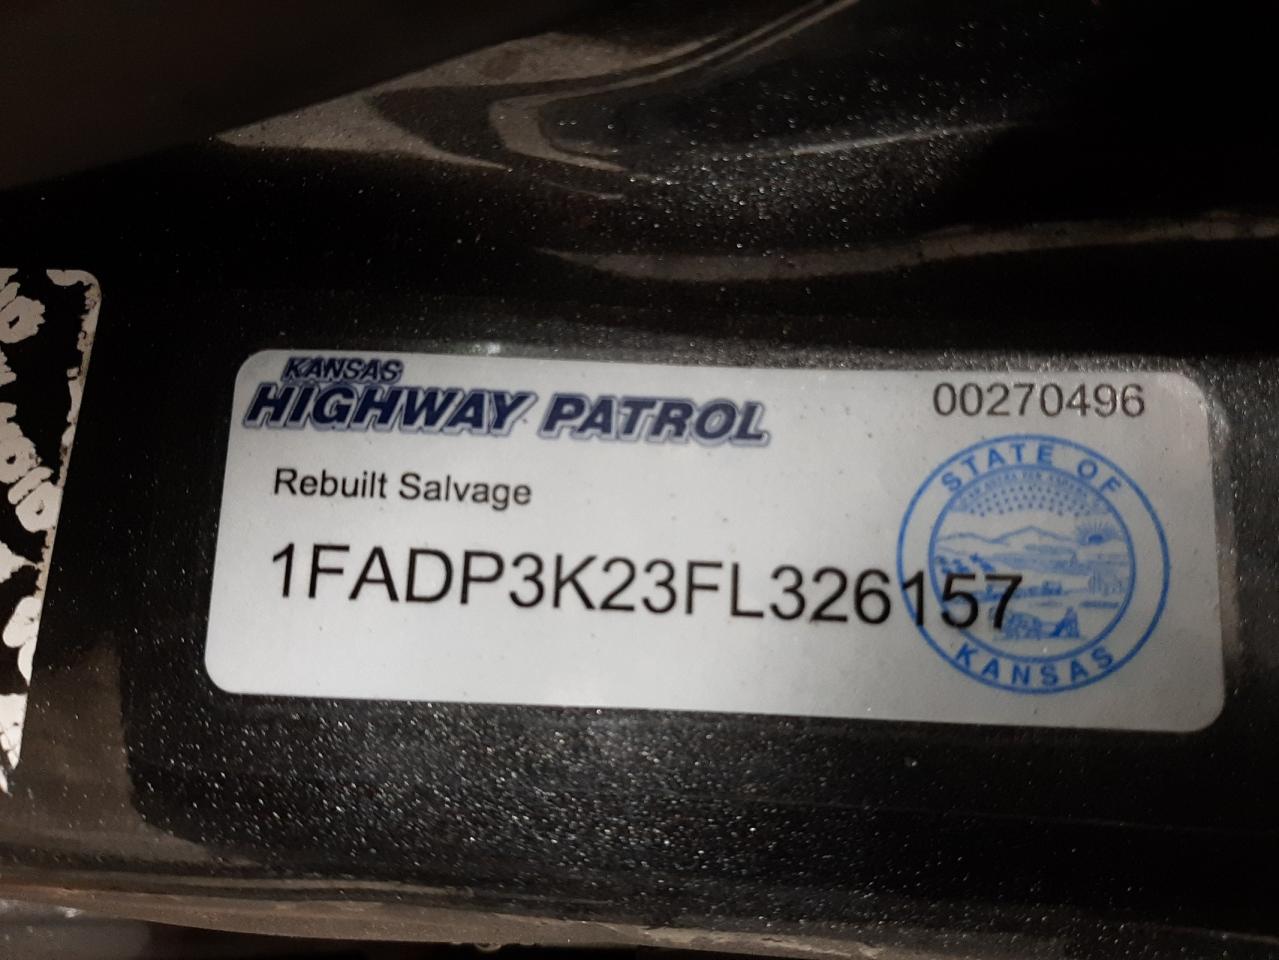 KANSAS
HIGHWAY PATROL
00270496
Rebuilt Salvage
1FADP3K23FL326157
STATE OF
KANSAS